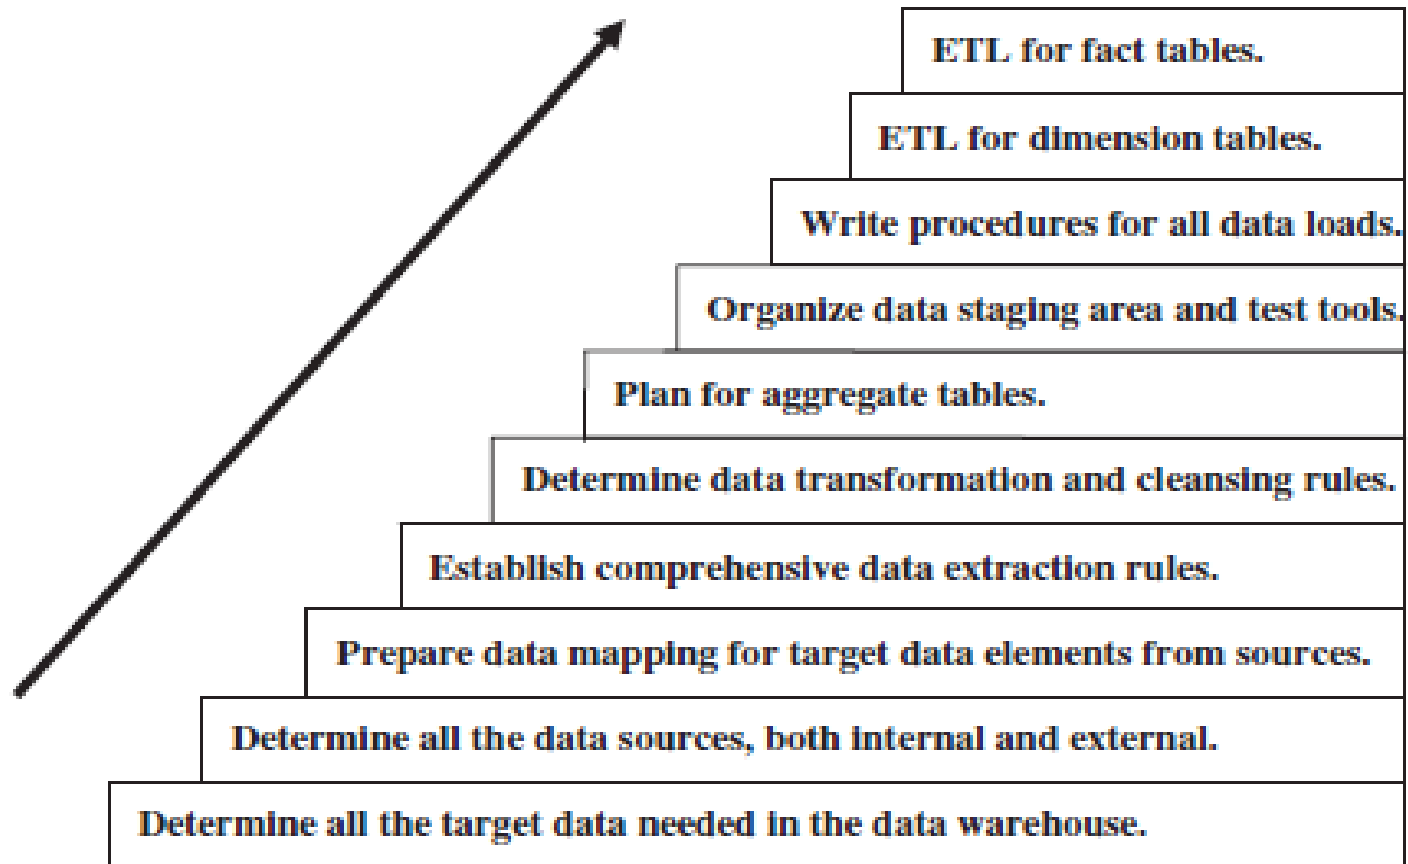 ETL for fact tables.
ETL for dimension tables.
Write procedures for all data loads.
Organize data staging area and test tools.
Plan for aggregate tables.
Determine data transformation and cleansing rules.
Establish comprehensive data extraction rules.
Prepare data mapping for target data elements from sources.
Determine all the data sources, both internal and external.
Determine all the target data needed in the data warehouse.